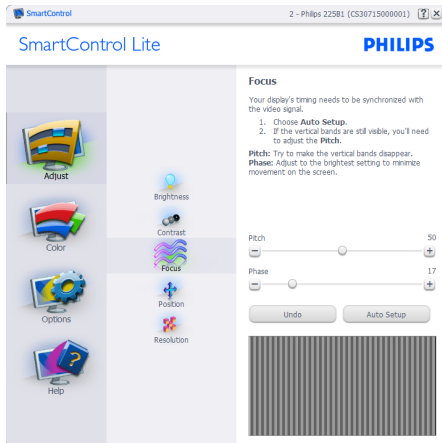 SmartControl
2 - Philips 225B1 (CS30715000001)
SmartControl Lite
PHILIPS
Adjust
Color
Options
Help
Brightness
Contrast
Focus
Position
Resolution
Focus
Your display's timing needs to be synchronized with
the video signal.
1. Choose Auto Setup.
2. If the vertical bands are still visible, you'll need
to adjust the Pitch.
Pitch: Try to make the vertical bands disappear.
Phase: Adjust to the brightest setting to minimize
movement on the screen.
Pitch 50
Phase 17
Undo
Auto Setup